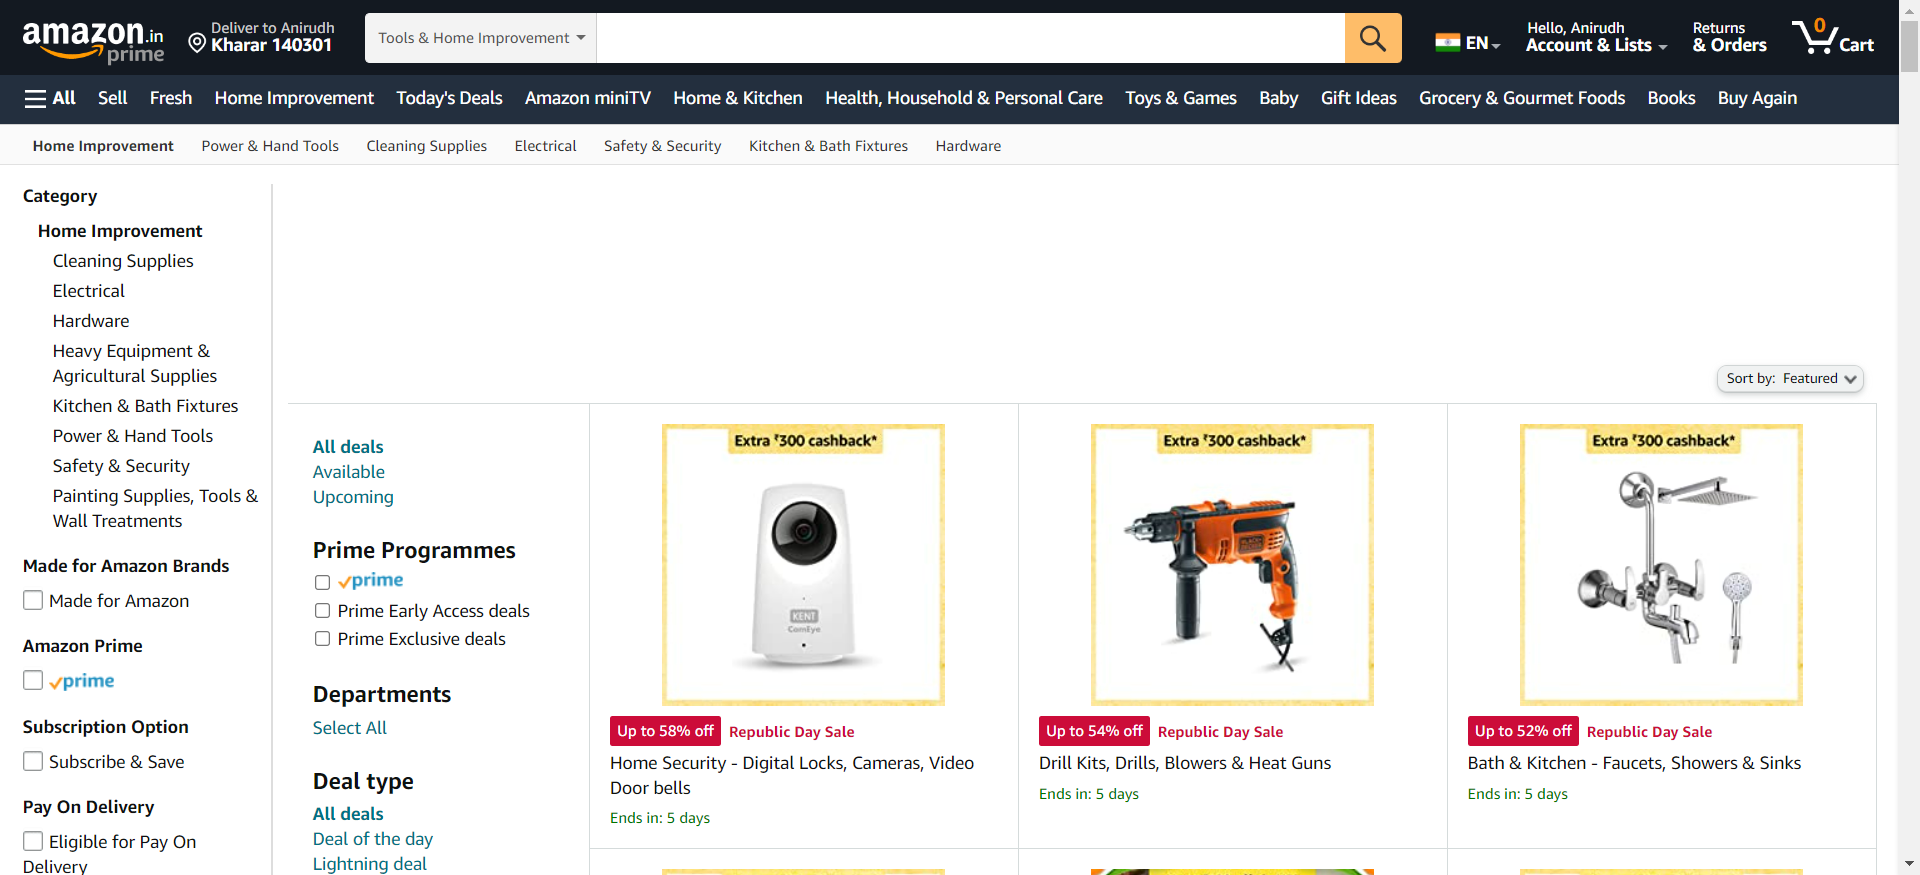 amazon.in
prime
Deliver to Anirudh
Kharar 140301
Tools & Home Improvement
EN
Hello, Anirudh
Account & Lists
Returns
& Orders
0
Cart
All Sell Fresh Home Improvement Today's Deals Amazon miniTV Home & Kitchen Health, Household & Personal Care Toys & Games Baby Gift Ideas Grocery & Gourmet Foods Books Buy Again
Home Improvement Power & Hand Tools Cleaning Supplies Electrical Safety & Security Kitchen & Bath Fixtures Hardware
Category
Home Improvement
Cleaning Supplies
Electrical
Hardware
Heavy Equipment &
Agricultural Supplies
Kitchen & Bath Fixtures
Power & Hand Tools
Safety & Security
Painting Supplies, Tools &
Wall Treatments
Made for Amazon Brands
Made for Amazon
Amazon Prime
prime
Subscription Option
Subscribe & Save
Pay On Delivery
Eligible for Pay On
Delivery
Sort by: Featured
All deals
Available
Upcoming
Prime Programmes
prime
Prime Early Access deals
Prime Exclusive deals
Departments
Select All
Deal type
All deals
Deal of the day
Lightning deal
Extra ₹300 cashback*
KENT
CamEye
Up to 58% off Republic Day Sale
Home Security - Digital Locks, Cameras, Video
Door bells
Ends in: 5 days
Extra ₹300 cashback*
Up to 54% off Republic Day Sale
Drill Kits, Drills, Blowers & Heat Guns
Ends in: 5 days
Extra ₹300 cashback*
Up to 52% off Republic Day Sale
Bath & Kitchen - Faucets, Showers & Sinks
Ends in: 5 days